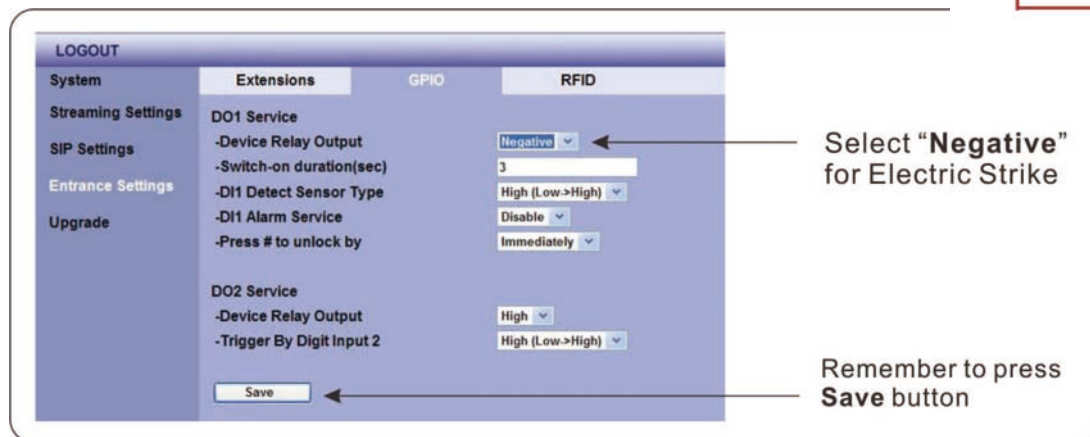 LOGOUT
System
Extensions
GPIO
RFID
Streaming Settings
SIP Settings
Entrance Settings
Upgrade
DO1 Service
-Device Relay Output
Negative
-Switch-on duration(sec)
3
-DI1 Detect Sensor Type
High (Low->High)
-DI1 Alarm Service
Disable
-Press # to unlock by
Immediately
DO2 Service
-Device Relay Output
High
-Trigger By Digit Input 2
High (Low->High)
Save
Select “Negative”
for Electric Strike
Remember to press
Save button